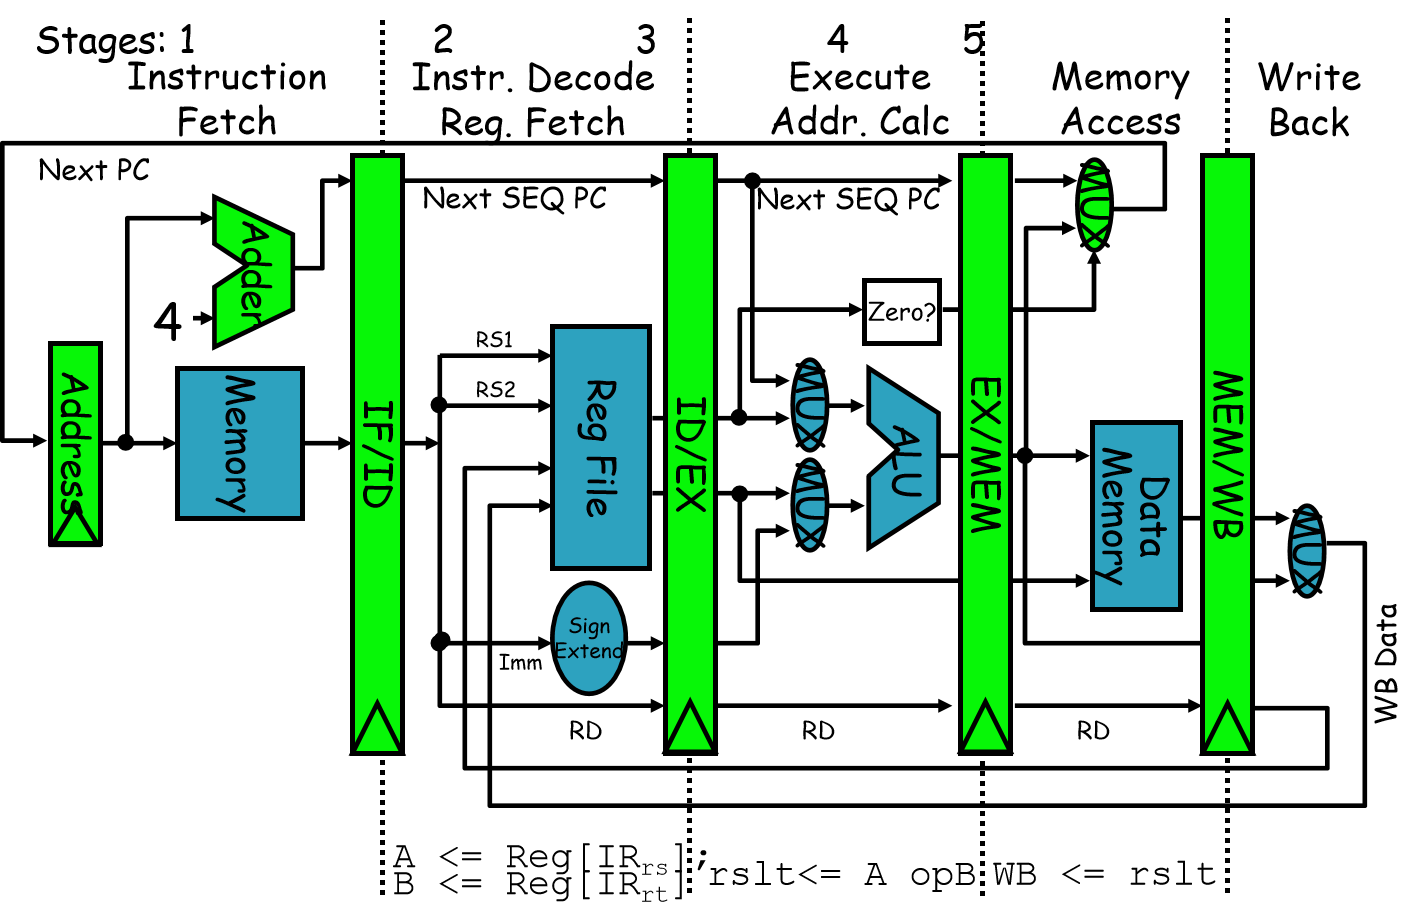 Stages: 1 2 3 4 5
Instruction
Fetch
Instr. Decode
Reg. Fetch
Execute
Addr. Calc
Memory
Access
Write
Back
Next PC
Next SEQ PC
Next SEQ PC
MUX
Adder
4
Zero?
RS1
RS2
Address
Memory
IF/ID
Reg File
ID/EX
MUX
MUX
ALU
EX/MEM
Data
Memory
MEM/WB
MUX
Sign
Extend
Imm
WB Data
RD
RD
RD
A <= Reg[IRrs];
B <= Reg[IRrt]
rslt<= A opB
WB <= rslt